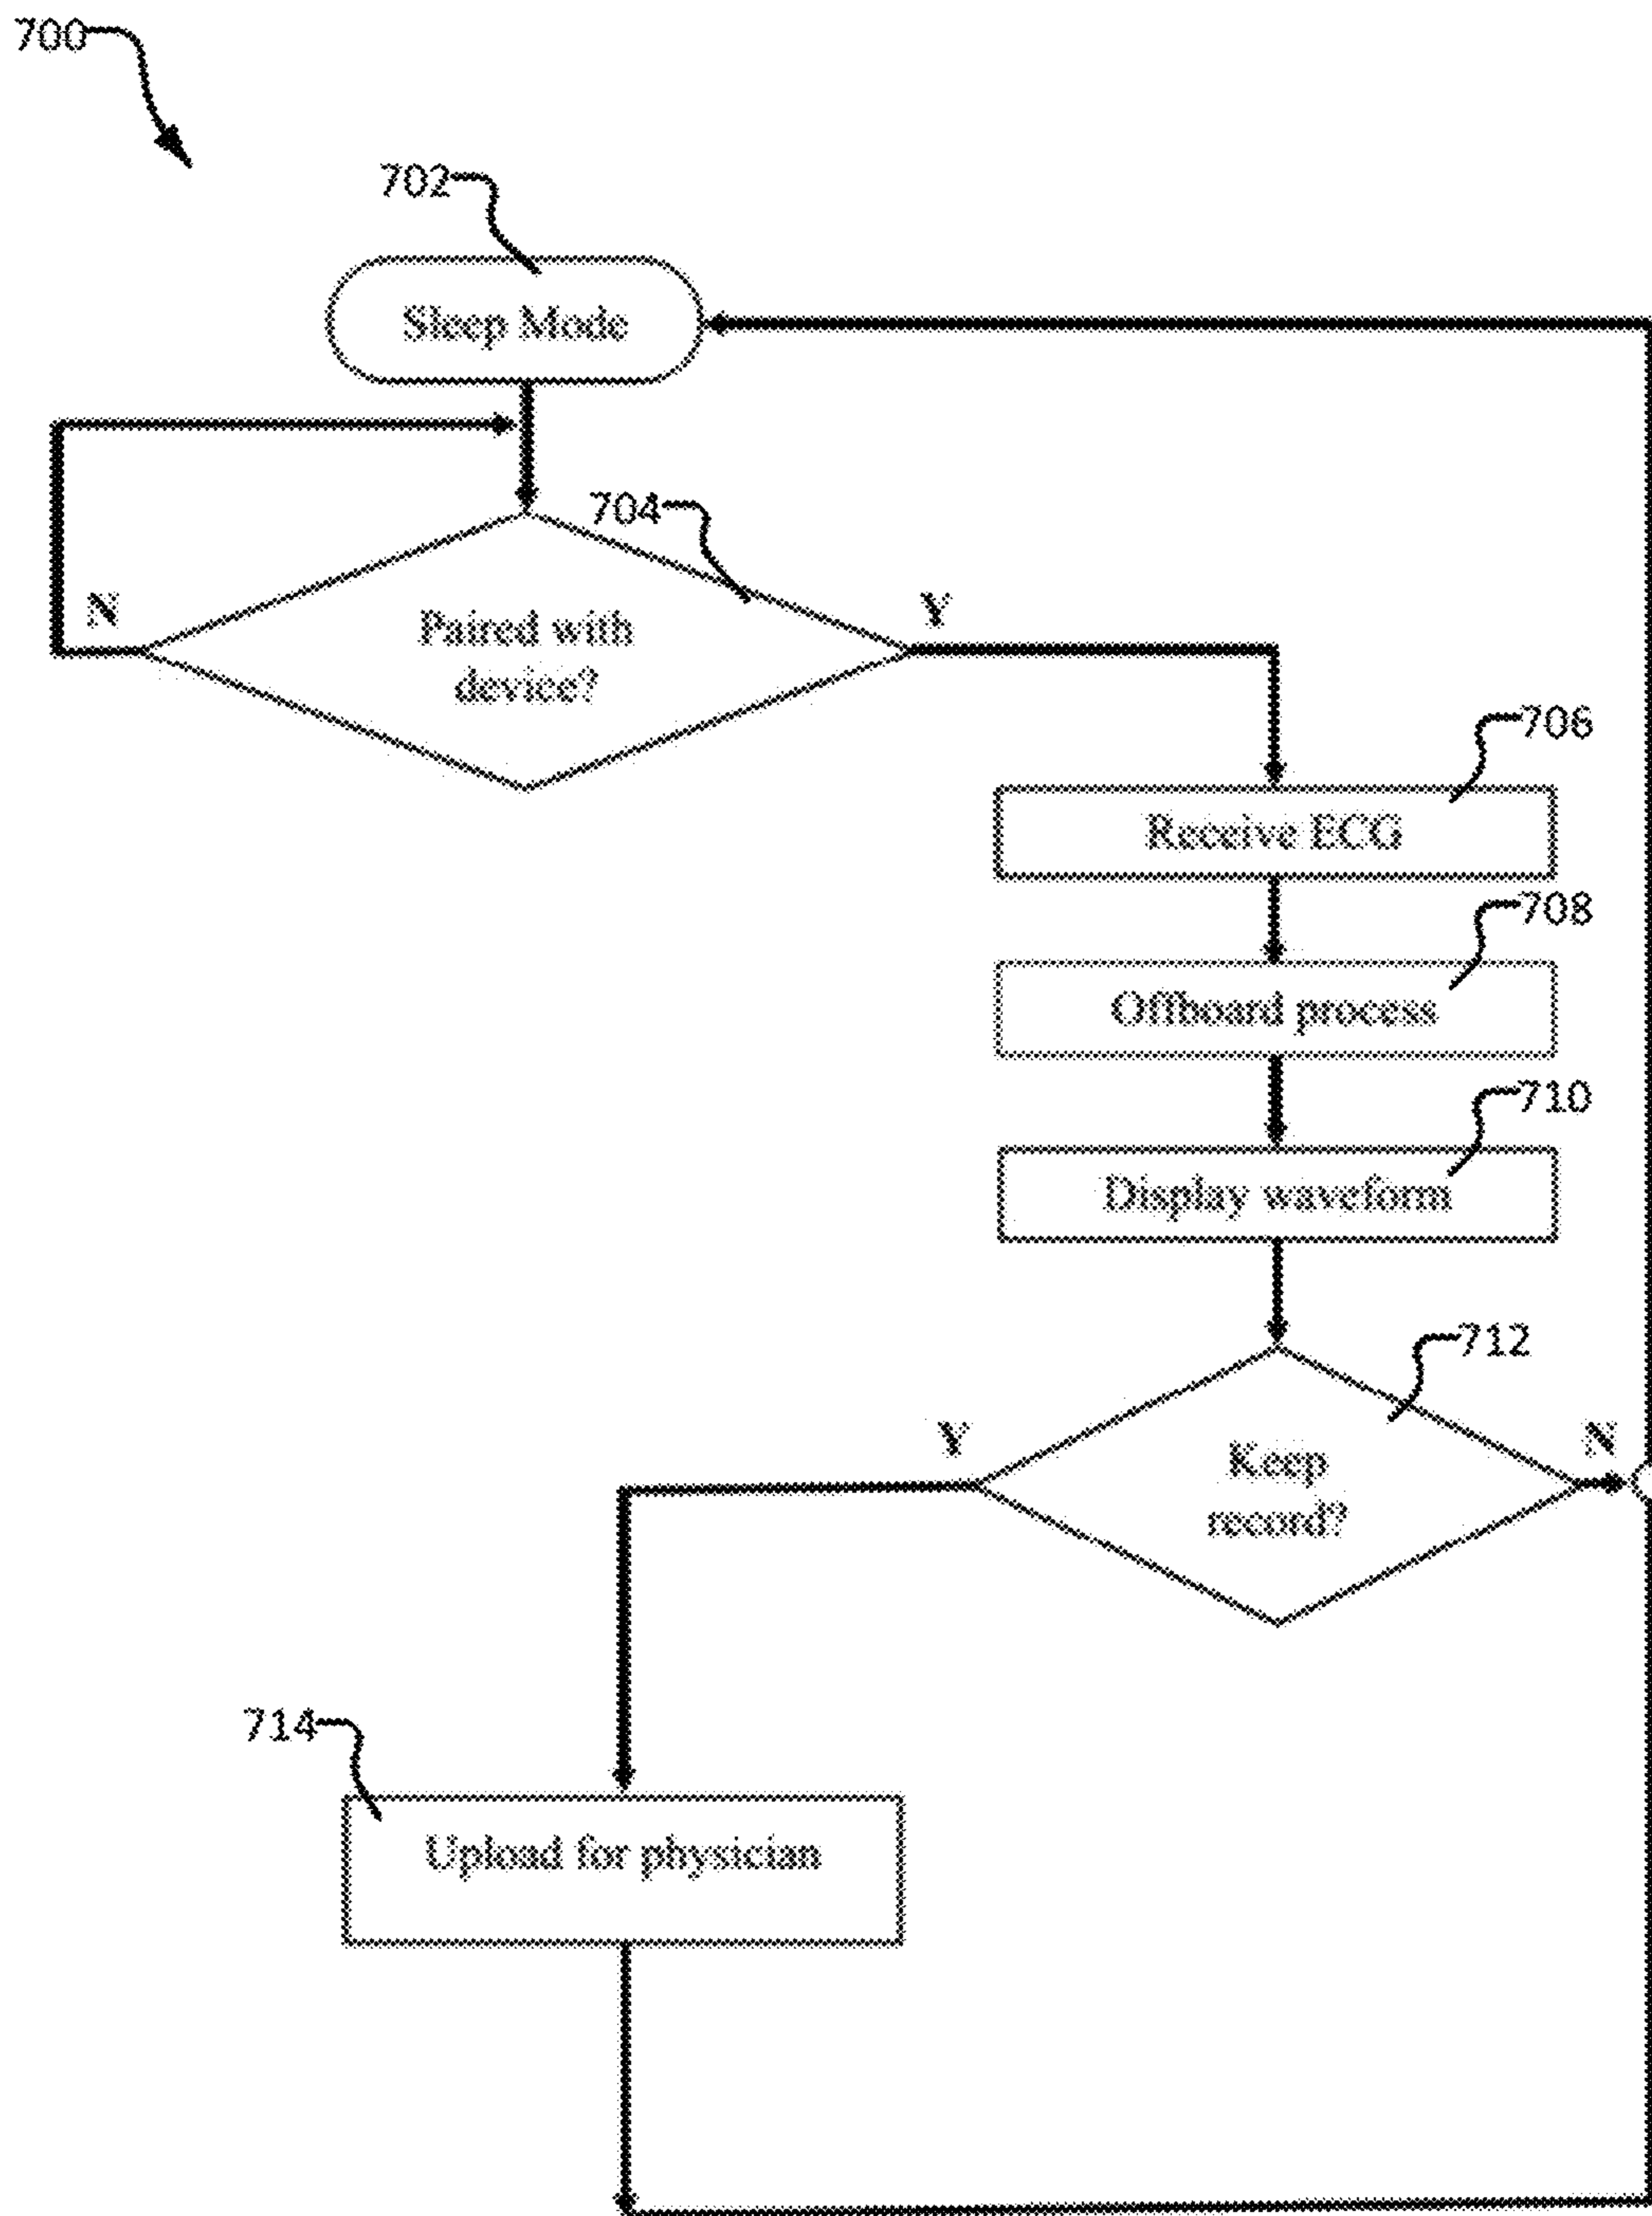 700
702
Sleep Mode
704
N
Y
Paired with
device?
706
Receive ECG
708
Offboard process
710
Display waveform
712
Y
N
Keep
record?
714
Upload for physician